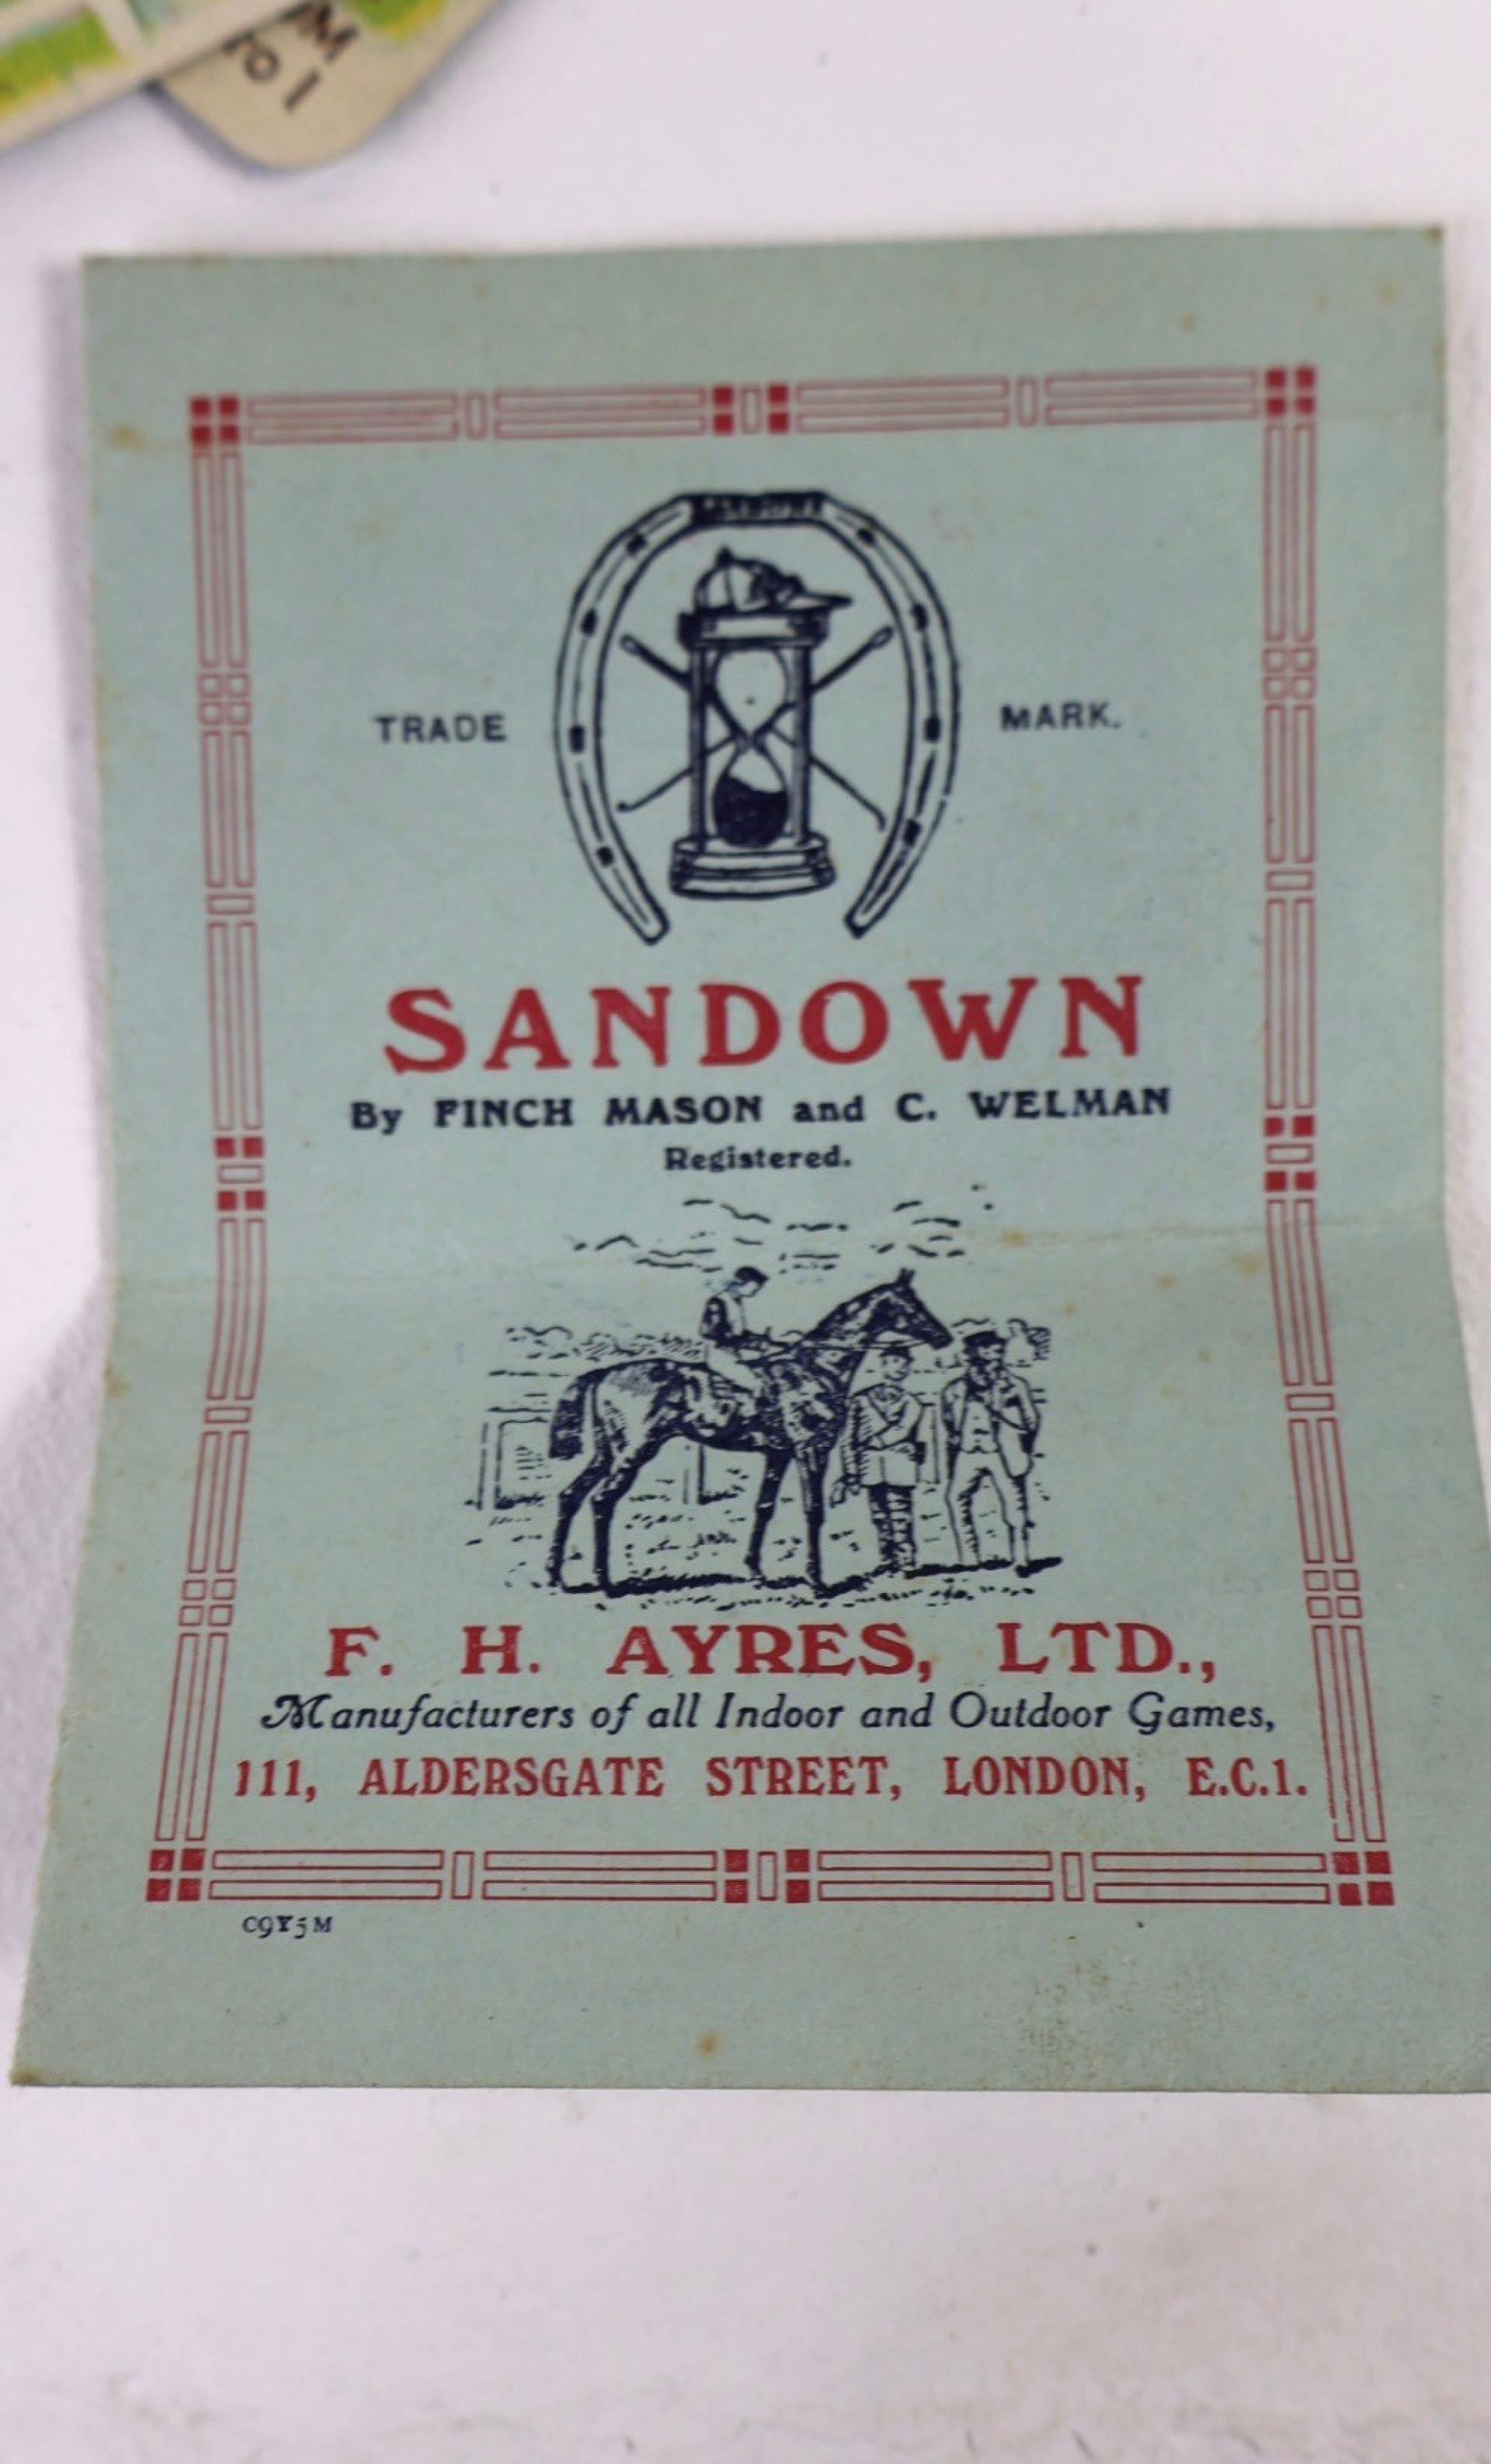 TRADE MARK.
SANDOWN
By FINCH MASON and C. WELMAN
Registered.
F. H. AYRES, LTD.,
Manufacturers of all Indoor and Outdoor Games,
111, ALDERSGATE STREET, LONDON, E.C.1.
C9Y5M